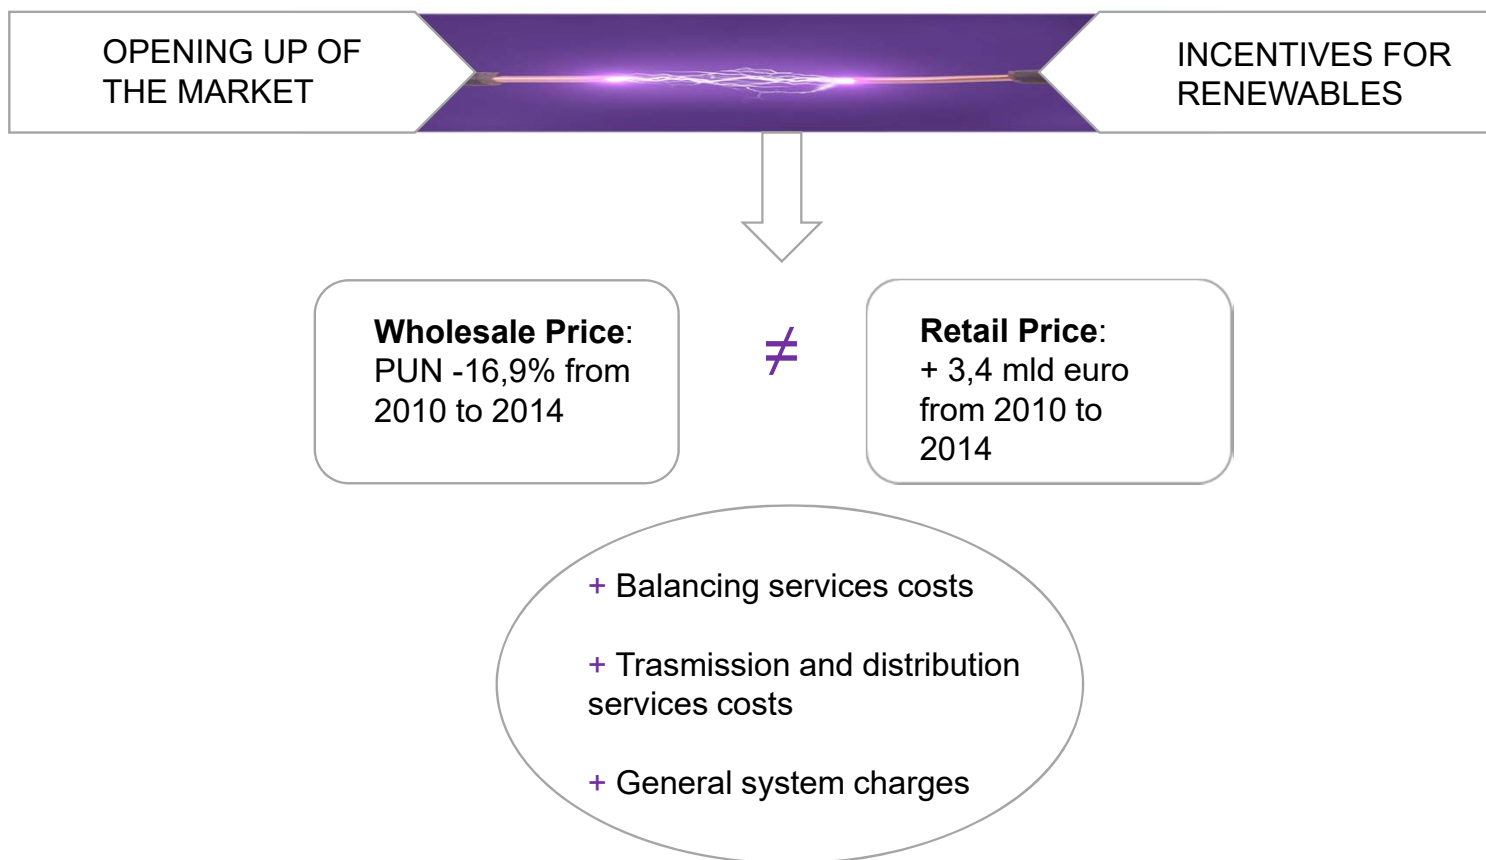 OPENING UP OF
THE MARKET
INCENTIVES FOR
RENEWABLES
Wholesale Price:
PUN -16,9% from
2010 to 2014
≠
Retail Price:
+ 3,4 mld euro
from 2010 to
2014
+ Balancing services costs
+ Trasmission and distribution
services costs
+ General system charges